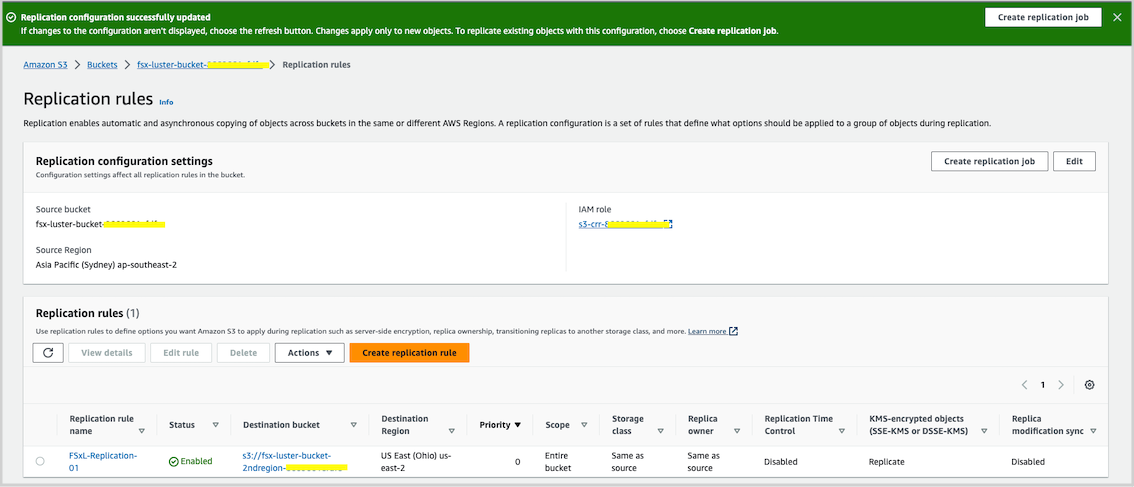 Replication configuration successfully updated
If changes to the configuration aren't displayed, choose the refresh button. Changes apply only to new objects. To replicate existing objects with this configuration, choose Create replication job.
Create replication job
Amazon S3 > Buckets > fsx-luster-bucket- > Replication rules
Replication rules Info
Replication enables automatic and asynchronous copying of objects across buckets in the same or different AWS Regions. A replication configuration is a set of rules that define what options should be applied to a group of objects during replication.
Replication configuration settings
Configuration settings affect all replication rules in the bucket.
Create replication job Edit
Source bucket
fsx-luster-bucket-
Source Region
Asia Pacific (Sydney) ap-southeast-2
IAM role
s3-crr-
Replication rules (1)
Use replication rules to define options you want Amazon S3 to apply during replication such as server-side encryption, replica ownership, transitioning replicas to another storage class, and more. Learn more
View details Edit rule Delete Actions Create replication rule
1
Replication rule
name
Status
Destination bucket
Destination
Region
Priority
Scope
Storage
class
Replica
owner
Replication Time
Control
KMS-encrypted objects
(SSE-KMS or DSSE-KMS)
Replica
modification sync
FSxL-Replication-
01
Enabled
s3://fsx-luster-bucket-
2ndregion-
US East (Ohio) us-
east-2
0
Entire
bucket
Same as
source
Same as
source
Disabled
Replicate
Disabled